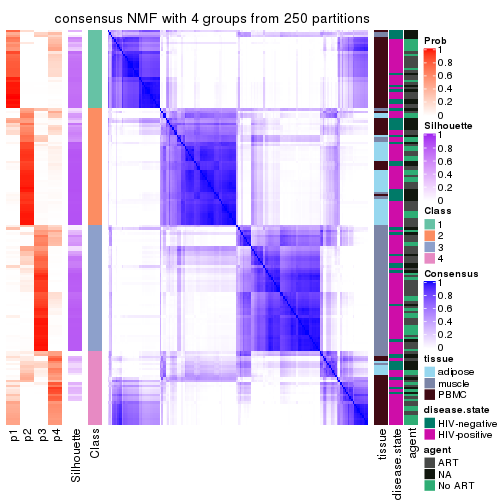 consensus NMF with 4 groups from 250 partitions
Prob
1
0.8
0.6
0.4
0.2
0
Silhouette
1
0.8
0.6
0.4
0.2
0
Class
1
2
3
4
Consensus
1
0.8
0.6
0.4
0.2
0
tissue
adipose
muscle
PBMC
disease.state
HIV-negative
HIV-positive
agent
ART
NA
No ART
p1
p2
p3
p4
Silhouette
Class
tissue
disease.state
agent